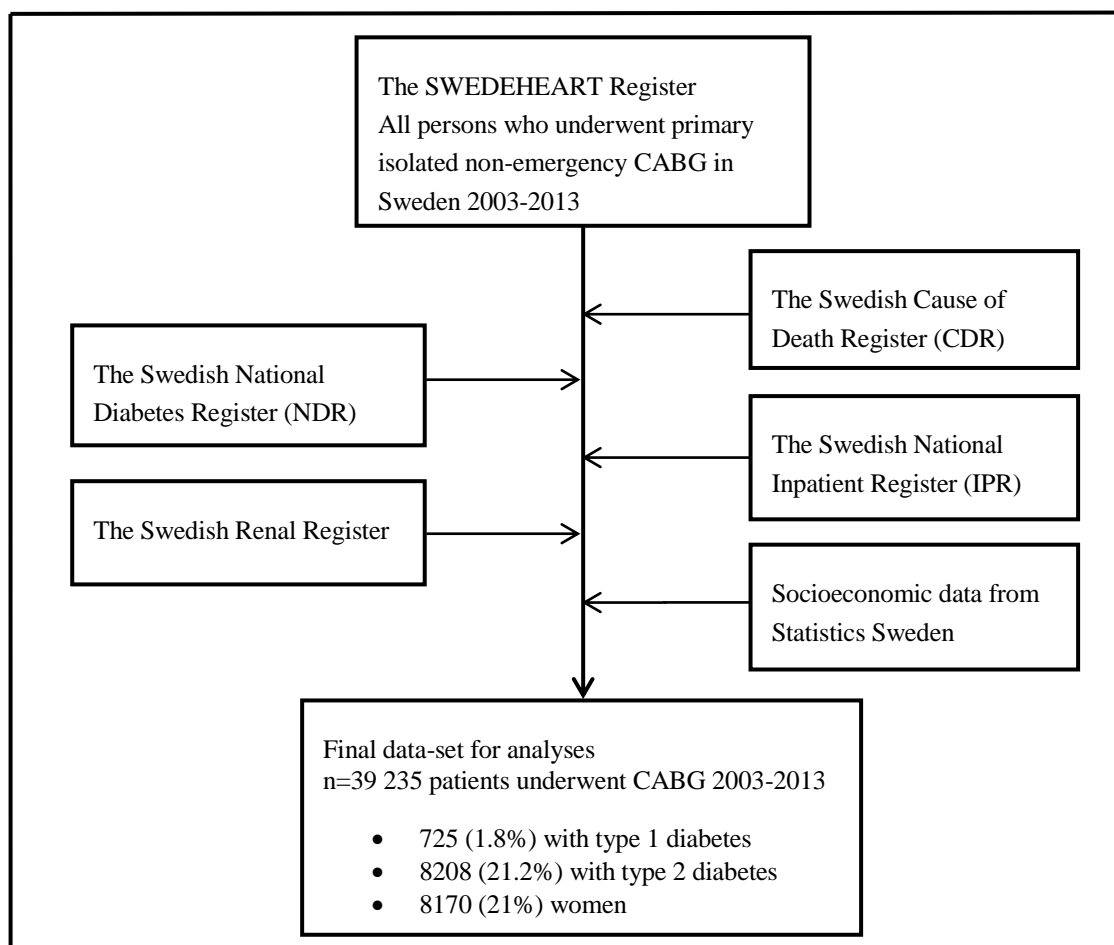 The SWEDEHEART Register
All persons who underwent primary
isolated non-emergency CABG in
Sweden 2003-2013
The Swedish Cause of
Death Register (CDR)
The Swedish National
Diabetes Register (NDR)
The Swedish National
Inpatient Register (IPR)
The Swedish Renal Register
Socioeconomic data from
Statistics Sweden
Final data-set for analyses
n=39 235 patients underwent CABG 2003-2013
• 725 (1.8%) with type 1 diabetes
• 8208 (21.2%) with type 2 diabetes
• 8170 (21%) women